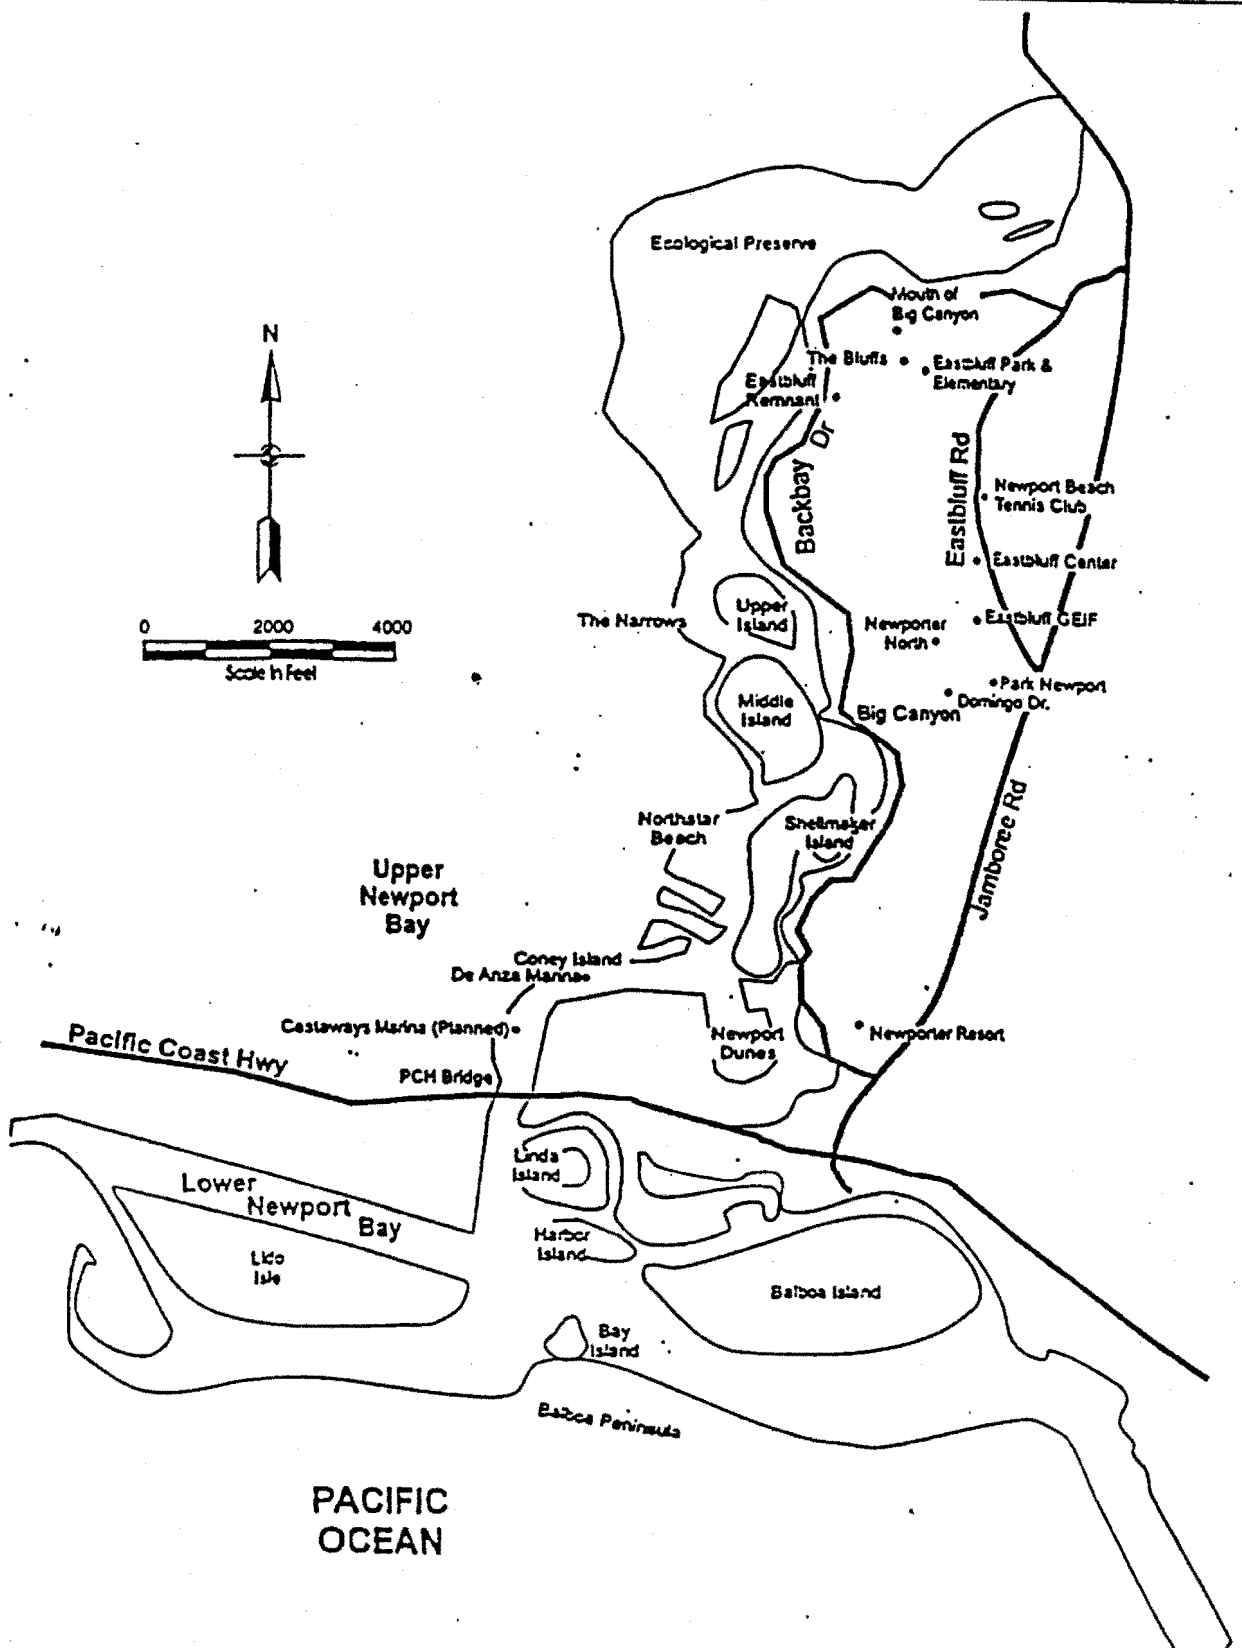 Ecological Preserve
Mouth of
Big Canyon
N
The Bluffs
Eastbluff Park &
Elementary
Eastbluff
Remnant
Backbay Dr
Eastbluff Rd
Newport Beach
Tennis Club
Eastbluff Center
0 2000 4000
Scale In Feet
The Narrows
Upper
Island
Newporter
North
Eastbluff GEIF
Park Newport
Domingo Dr.
Middle
Island
Big Canyon
Northstar
Beach
Shellmaker
Island
Jamboree Rd
Upper
Newport
Bay
Coney Island
De Anza Marina
Castaways Marina (Planned)
Newport
Dunes
Newporter Resort
Pacific Coast Hwy
PCH Bridge
Linda
Island
Lower
Newport
Bay
Harbor
Island
Lido
Isle
Balboa Island
Bay
Island
Balboa Peninsula
PACIFIC
OCEAN